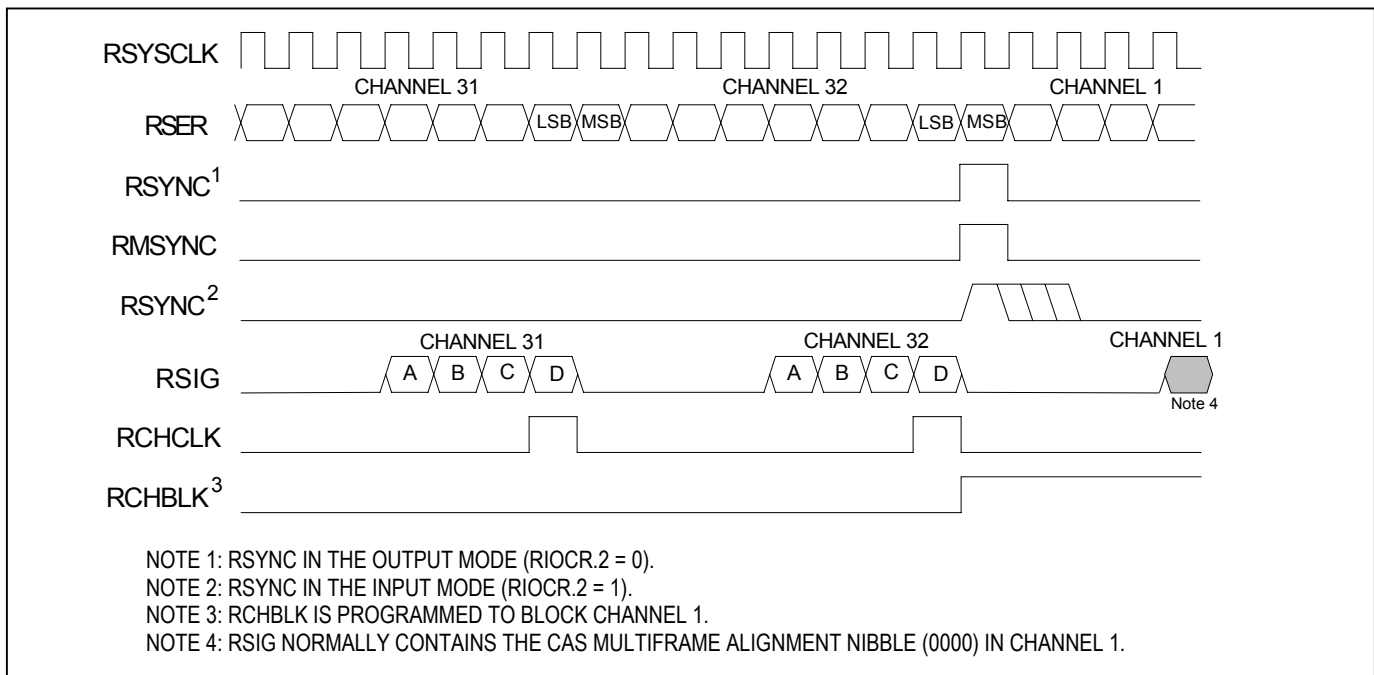 RSYSCLK
CHANNEL 31 CHANNEL 32 CHANNEL 1
RSER LSB MSB LSB MSB
RSYNC1
RMSYNC
RSYNC2
CHANNEL 31 CHANNEL 32 CHANNEL 1
RSIG A B C D A B C D
Note 4
RCHCLK
RCHBLK3
NOTE 1: RSYNC IN THE OUTPUT MODE (RIOCR.2 = 0).
NOTE 2: RSYNC IN THE INPUT MODE (RIOCR.2 = 1).
NOTE 3: RCHBLK IS PROGRAMMED TO BLOCK CHANNEL 1.
NOTE 4: RSIG NORMALLY CONTAINS THE CAS MULTIFRAME ALIGNMENT NIBBLE (0000) IN CHANNEL 1.